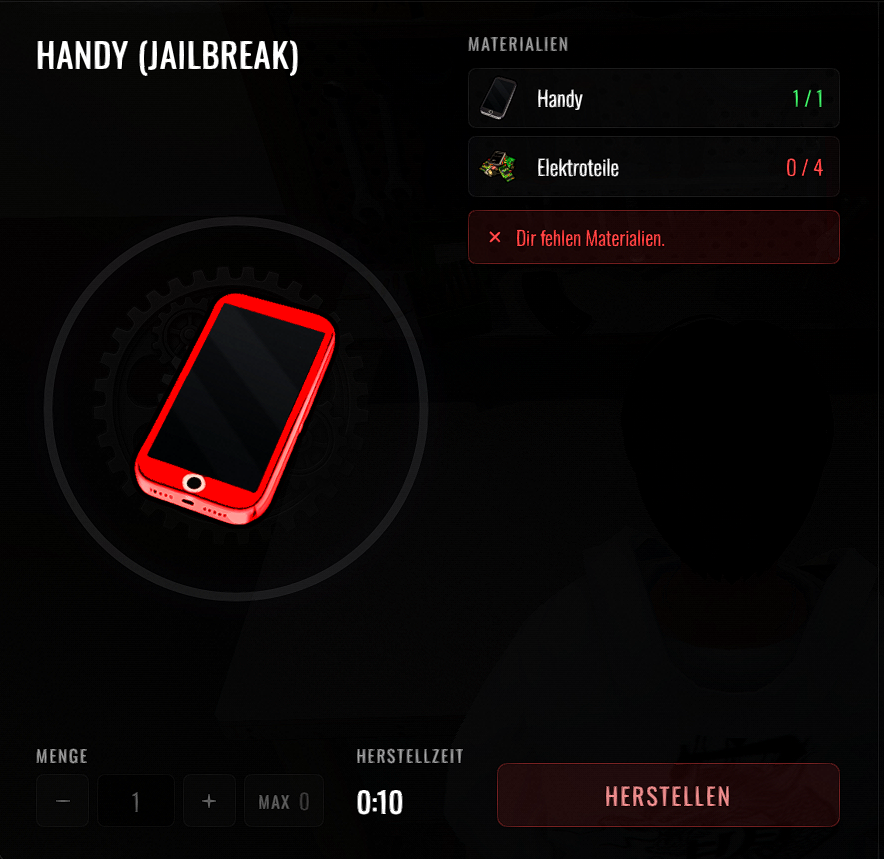 HANDY (JAILBREAK)
MATERIALIEN
Handy 1 / 1
Elektroteile 0 / 4
× Dir fehlen Materialien.
MENGE
− 1 + MAX 0
HERSTELLZEIT
0:10
HERSTELLEN